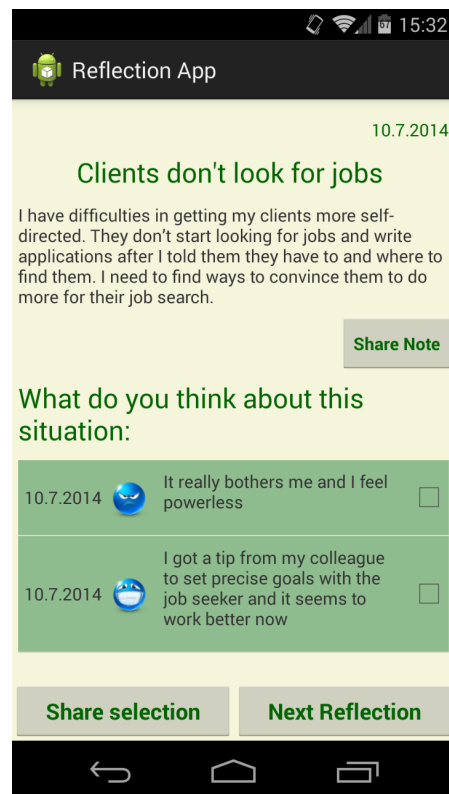 67 15:32
Reflection App
10.7.2014
Clients don't look for jobs
I have difficulties in getting my clients more self-
directed. They don’t start looking for jobs and write
applications after I told them they have to and where to
find them. I need to find ways to convince them to do
more for their job search.
Share Note
What do you think about this
situation:
10.7.2014
It really bothers me and I feel
powerless
10.7.2014
I got a tip from my colleague
to set precise goals with the
job seeker and it seems to
work better now
Share selection
Next Reflection